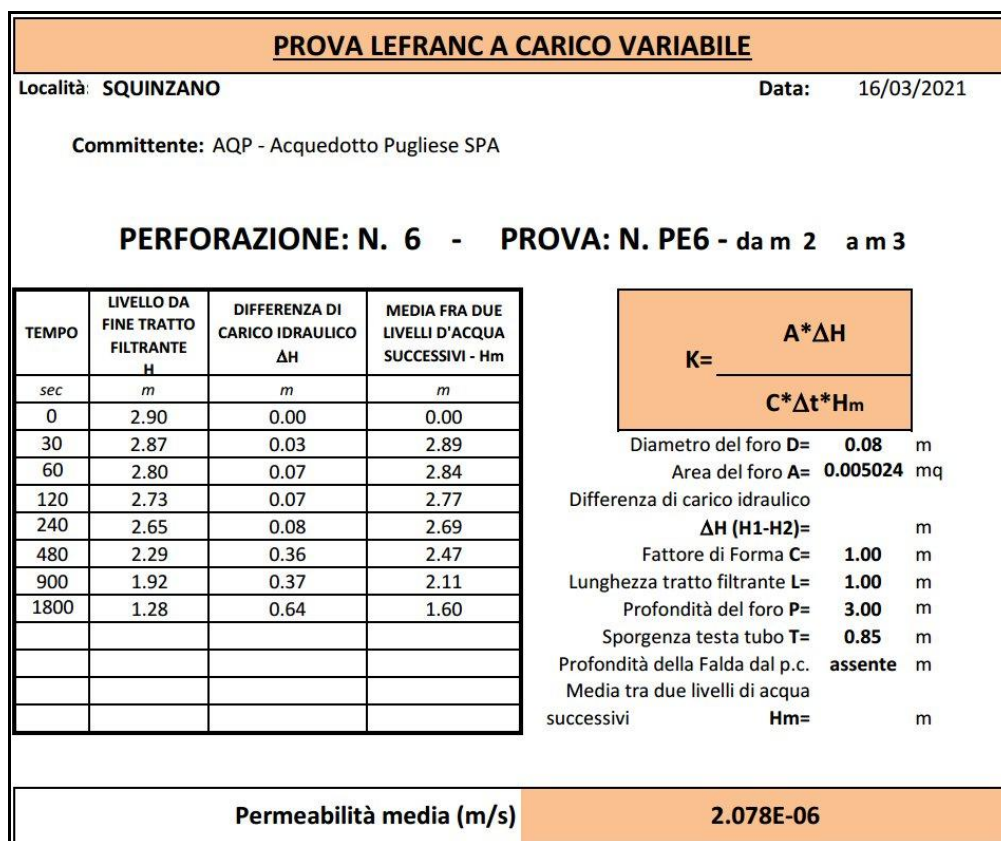 PROVA LEFRANC A CARICO VARIABILE
Località: SQUINZANO Data: 16/03/2021
Committente: AQP - Acquedotto Pugliese SPA
PERFORAZIONE: N. 6 - PROVA: N. PE6 - da m 2 a m 3
TEMPO LIVELLO DA FINE TRATTO FILTRANTE H DIFFERENZA DI CARICO IDRAULICO ΔH MEDIA FRA DUE LIVELLI D'ACQUA SUCCESSIVI - Hm
sec m m m
0 2.90 0.00 0.00
30 2.87 0.03 2.89
60 2.80 0.07 2.84
120 2.73 0.07 2.77
240 2.65 0.08 2.69
480 2.29 0.36 2.47
900 1.92 0.37 2.11
1800 1.28 0.64 1.60
A*ΔH
K=
C*Δt*Hm
Diametro del foro D= 0.08 m
Area del foro A= 0.005024 mq
Differenza di carico idraulico
ΔH (H1-H2)= m
Fattore di Forma C= 1.00 m
Lunghezza tratto filtrante L= 1.00 m
Profondità del foro P= 3.00 m
Sporgenza testa tubo T= 0.85 m
Profondità della Falda dal p.c. assente m
Media tra due livelli di acqua
successivi Hm= m
Permeabilità media (m/s) 2.078E-06